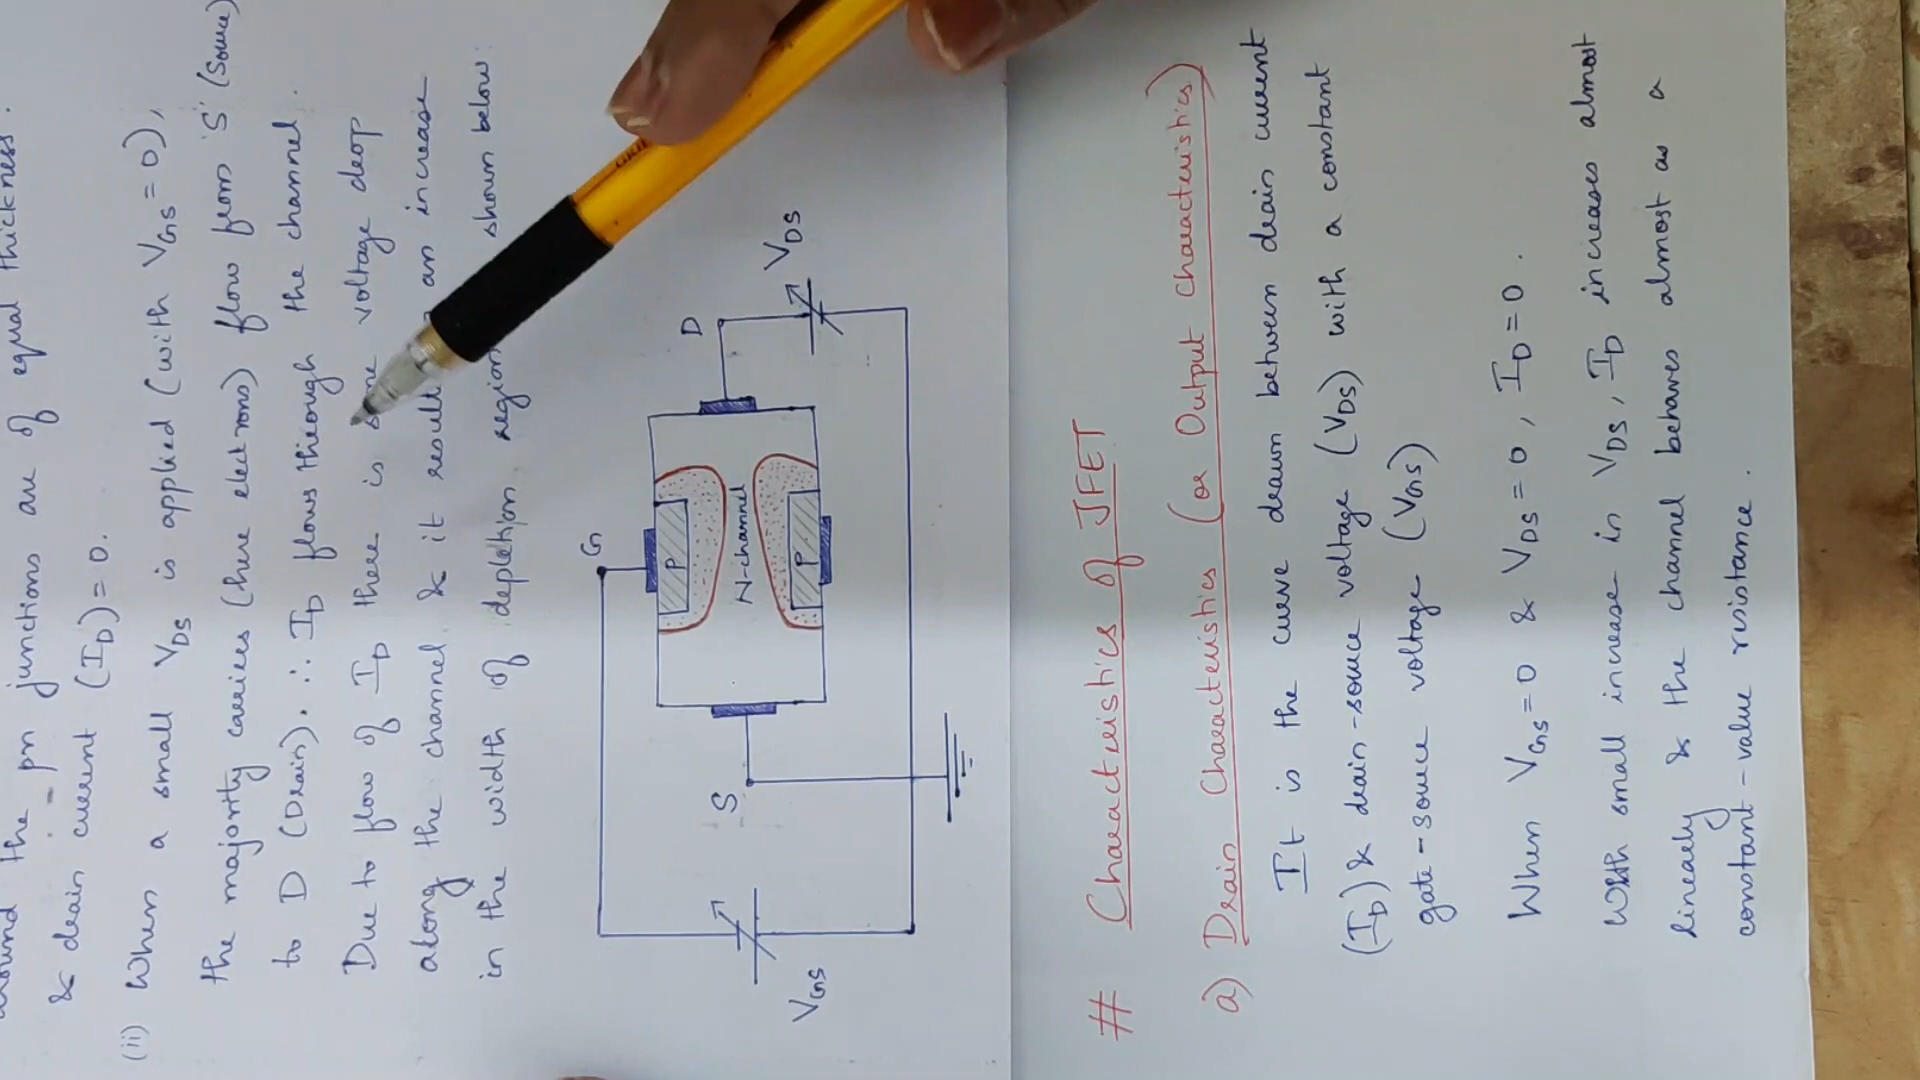 around the pn junctions are of equal thickness.
& drain current (ID) = 0.
(ii) When a small VDS is applied (with VGS = 0),
the majority carriers (here electrons) flow from 'S' (Source)
to D (Drain). ∴ ID flows through the channel.
Due to flow of ID there is some voltage drop
along the channel & it result an increase
in the width of depletion region shown below:
G
P
N-channel
P
D
S
VDS
VGS
# Characteristics of JFET
a) Drain Characteristics (or Output characteristics)
It is the curve drawn between drain current
(ID) & drain-source voltage (VDS) with a constant
gate-source voltage (VGS)
When VGS = 0 & VDS = 0, ID = 0.
With small increase in VDS, ID increases almost
linearly & the channel behaves almost as a
constant-value resistance.